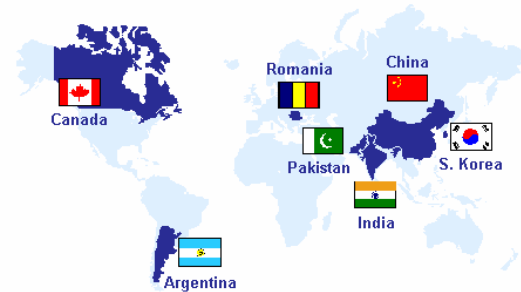 China
Romania
Canada
Pakistan
S. Korea
India
Argentina